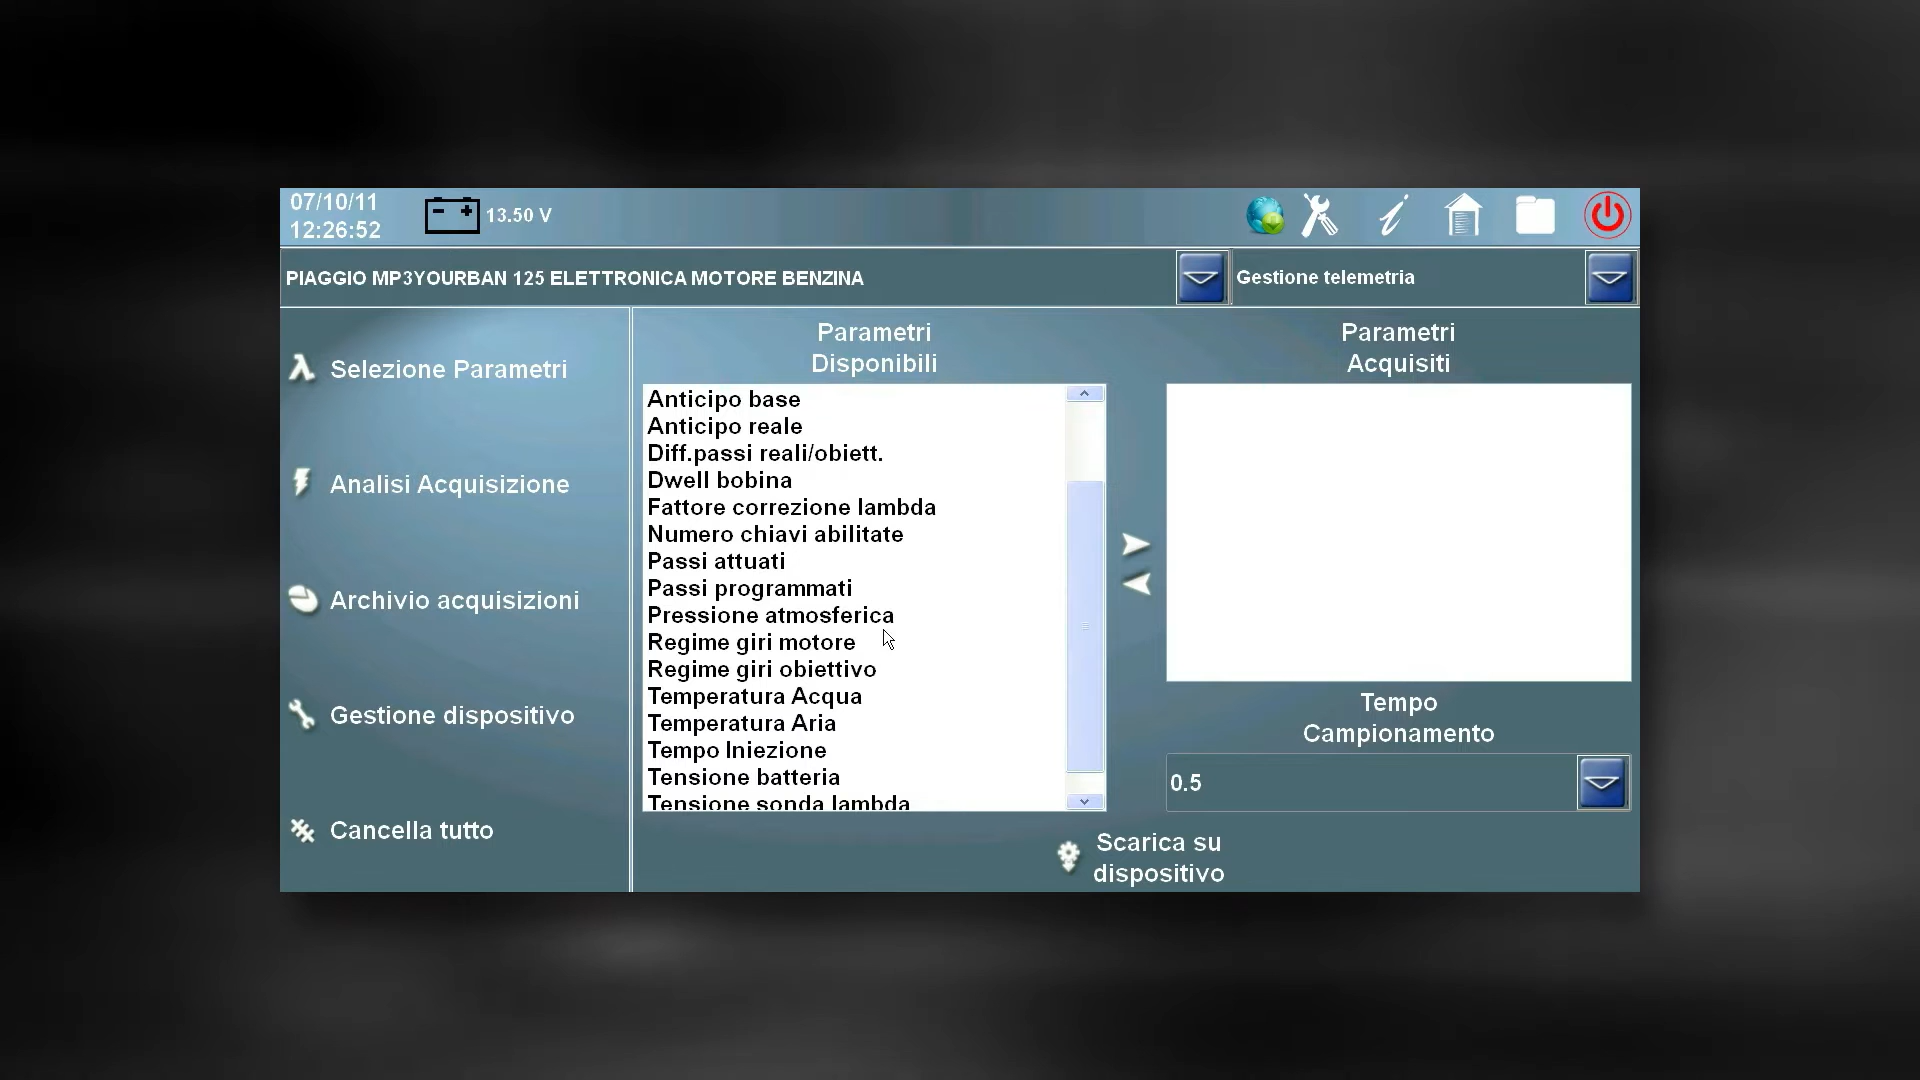 07/10/11
12:26:52
13.50 V
PIAGGIO MP3YOURBAN 125 ELETTRONICA MOTORE BENZINA
Gestione telemetria
Selezione Parametri
Analisi Acquisizione
Archivio acquisizioni
Gestione dispositivo
Cancella tutto
Parametri
Disponibili
Anticipo base
Anticipo reale
Diff.passi reali/obiett.
Dwell bobina
Fattore correzione lambda
Numero chiavi abilitate
Passi attuati
Passi programmati
Pressione atmosferica
Regime giri motore
Regime giri obiettivo
Temperatura Acqua
Temperatura Aria
Tempo Iniezione
Tensione batteria
Tensione sonda lambda
Parametri
Acquisiti
Tempo
Campionamento
0.5
Scarica su
dispositivo